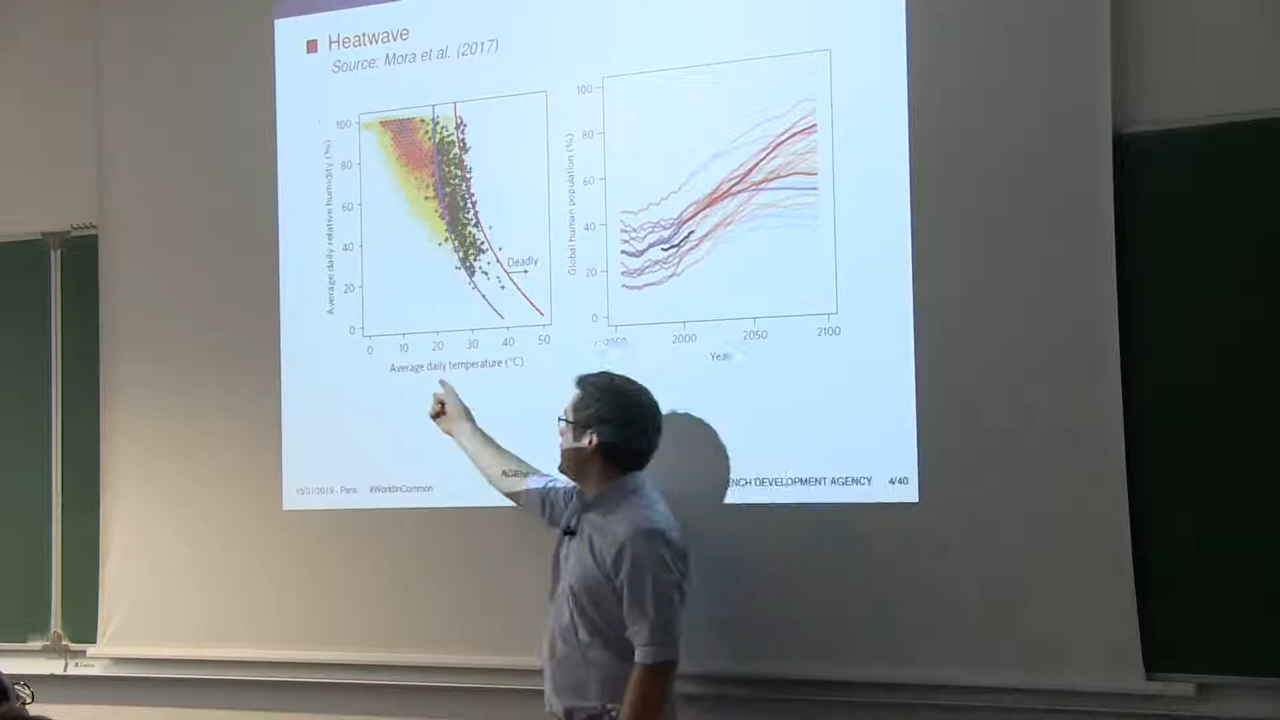 Heatwave
Source: Mora et al. (2017)
Average daily relative humidity (%)
100
80
60
40
20
0
Deadly
0 10 20 30 40 50
Average daily temperature (°C)
Global human population (%)
100
80
60
40
20
0
2000 2050 2100
Year
15/01/2019 - Paris #WorldInCommon
NCH DEVELOPMENT AGENCY 4/40